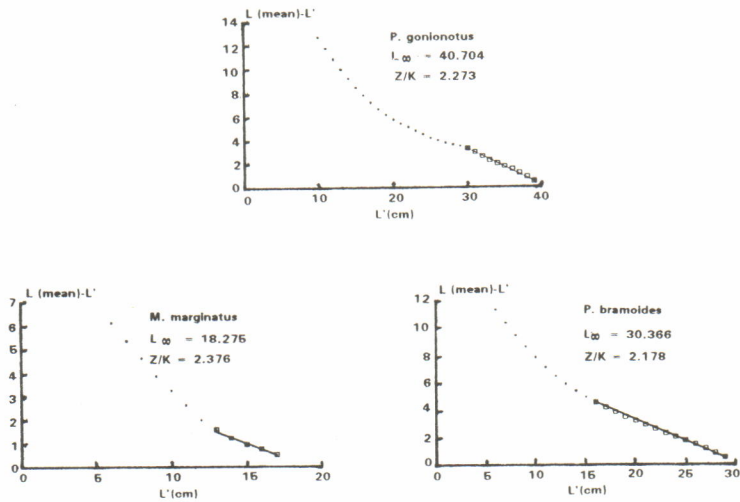 L (mean)-L'
P. gonionotus
L∞ = 40.704
Z/K = 2.273
14
12
10
8
6
4
2
0
0 10 20 30 40
L'(cm)
L (mean)-L'
M. marginatus
L∞ = 18.275
Z/K = 2.376
7
6
5
4
3
2
1
0
0 5 10 15 20
L'(cm)
L (mean)-L'
P. bramoides
L∞ = 30.366
Z/K = 2.178
12
10
8
6
4
2
0
0 5 10 15 20 25 30
L'(cm)